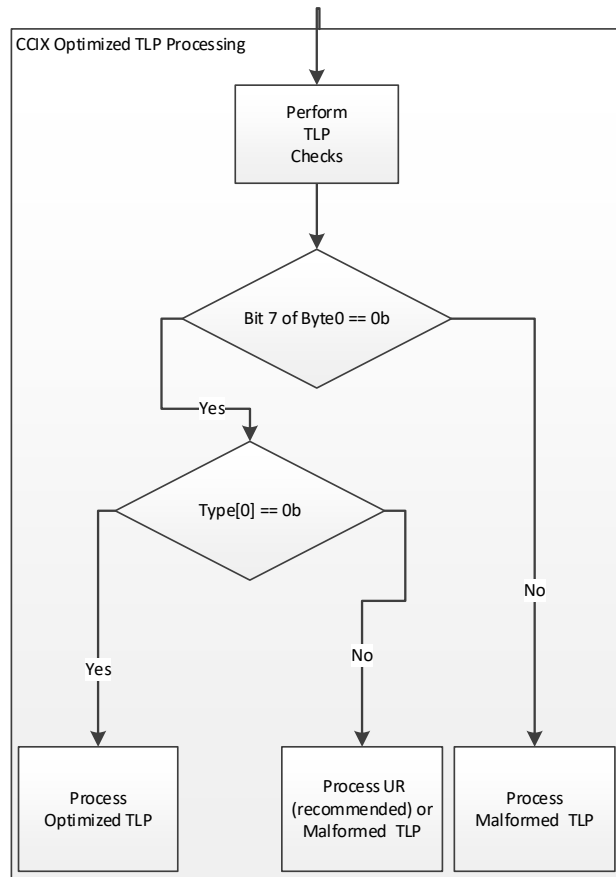 CCIX Optimized TLP Processing
Perform
TLP
Checks
Bit 7 of Byte0 == 0b
Yes
Type[0] == 0b
No
Yes
No
Process
Optimized TLP
Process UR
(recommended) or
Malformed TLP
Process
Malformed TLP